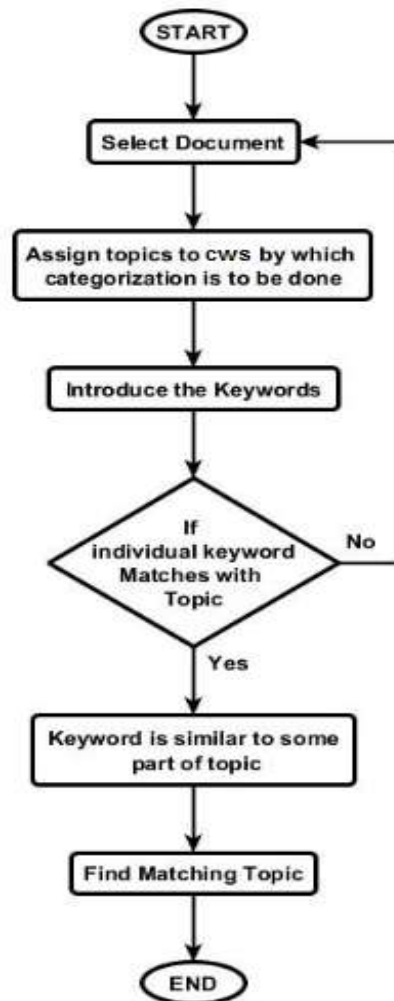 START
Select Document
Assign topics to cws by which
categorization is to be done
Introduce the Keywords
If
individual keyword
Matches with
Topic
No
Yes
Keyword is similar to some
part of topic
Find Matching Topic
END